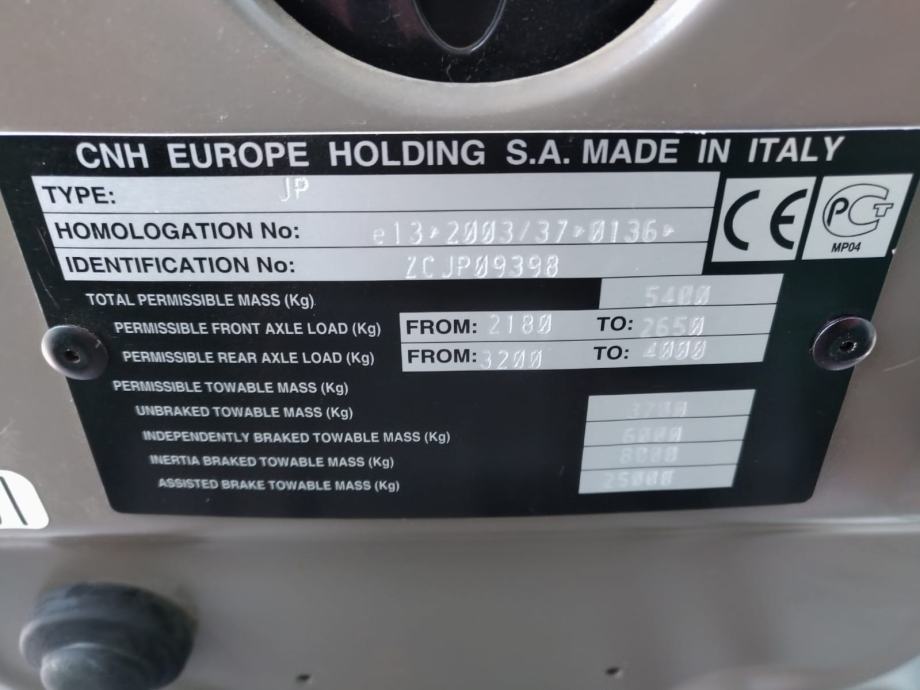 CNH EUROPE HOLDING S.A. MADE IN ITALY
TYPE: JP
HOMOLOGATION No: e13*2003/37*0136*
IDENTIFICATION No: ZCJP09398
CE
PCT
MP04
TOTAL PERMISSIBLE MASS (Kg) 5400
PERMISSIBLE FRONT AXLE LOAD (Kg) FROM: 2180 TO: 2650
PERMISSIBLE REAR AXLE LOAD (Kg) FROM: 3200 TO: 4000
PERMISSIBLE TOWABLE MASS (Kg)
UNBRAKED TOWABLE MASS (Kg) 3700
INDEPENDENTLY BRAKED TOWABLE MASS (Kg) 6000
INERTIA BRAKED TOWABLE MASS (Kg) 8000
ASSISTED BRAKE TOWABLE MASS (Kg) 25000